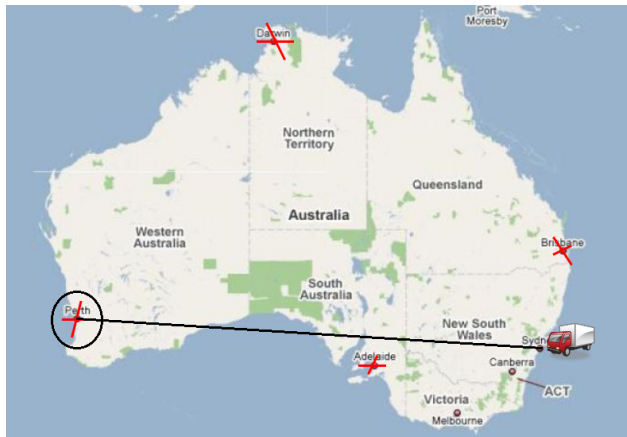 Port
Moresby
Darwin
Northern
Territory
Queensland
Australia
Western
Australia
Brisbane
South
Australia
Perth
New South
Wales
Sydn
Adelaide
Canberra
ACT
Victoria
Melbourne